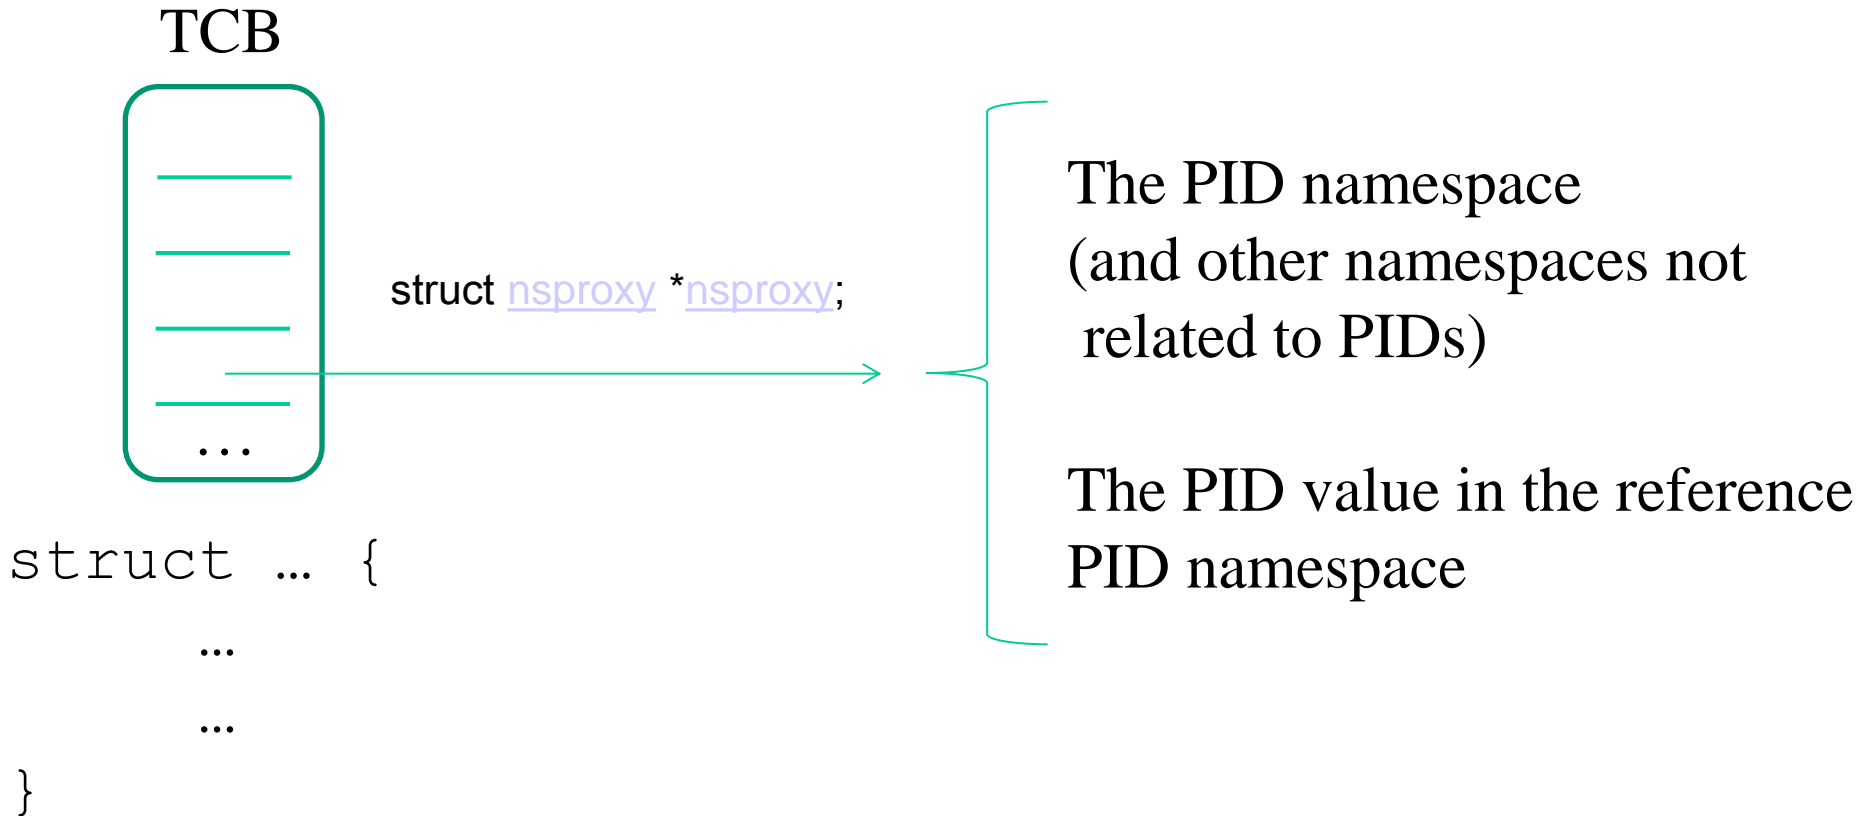 TCB
…
struct nsproxy *nsproxy;
The PID namespace
(and other namespaces not
related to PIDs)
The PID value in the reference
PID namespace
struct … {
…
…
}